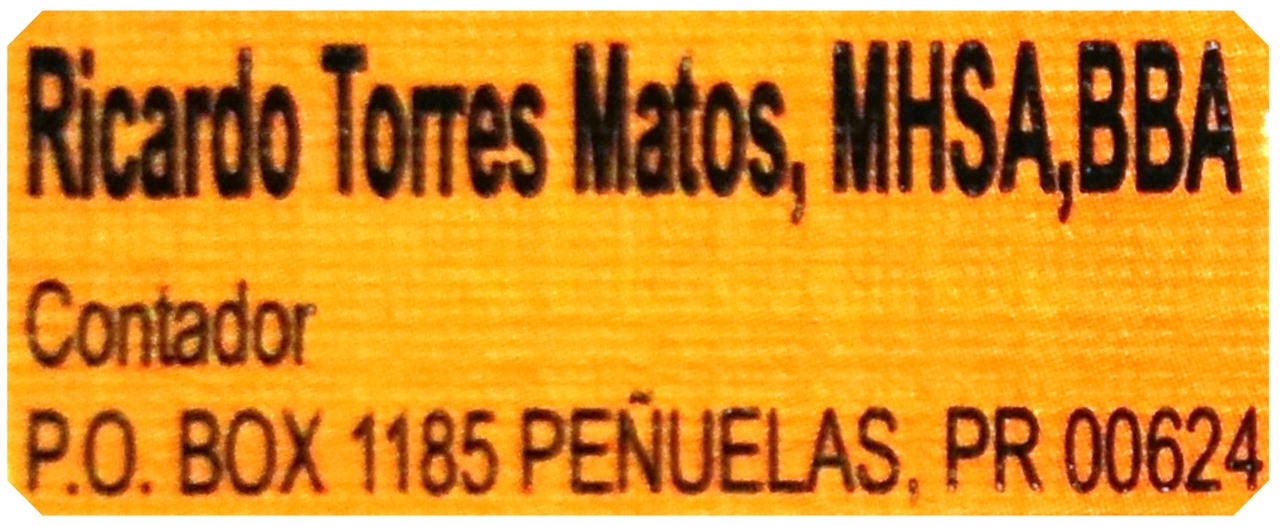 Ricardo Torres Matos, MHSA,BBA
Contador
P.O. BOX 1185 PEÑUELAS, PR 00624